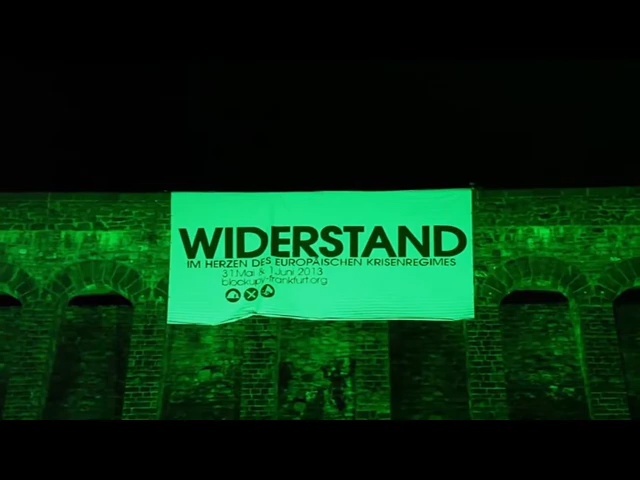 WIDERSTAND
IM HERZEN DES EUROPÄISCHEN KRISENREGIMES
31.Mai & 1.Juni 2013
blockupy-frankfurt.org